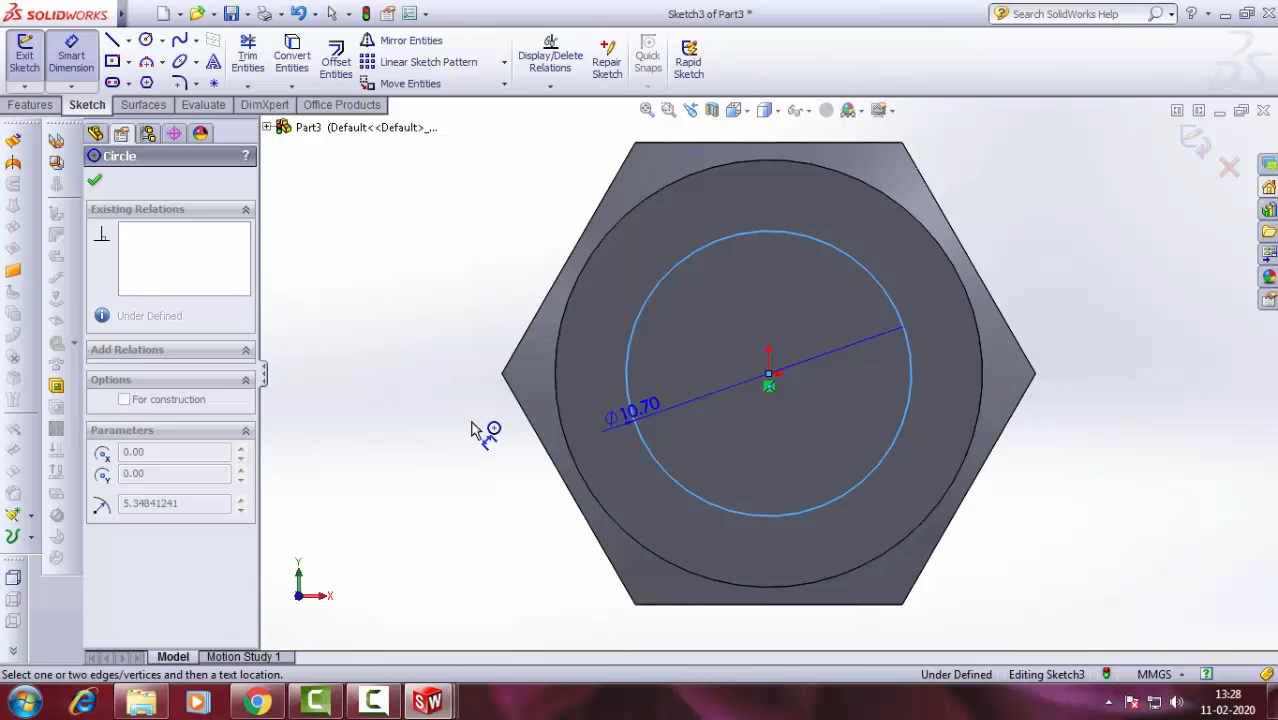 SOLIDWORKS
Sketch3 of Part3 *
Search SolidWorks Help
Exit Sketch
Smart Dimension
Trim Entities
Convert Entities
Offset Entities
Mirror Entities
Linear Sketch Pattern
Move Entities
Display/Delete Relations
Repair Sketch
Quick Snaps
Rapid Sketch
Features
Sketch
Surfaces
Evaluate
DimXpert
Office Products
Part3 (Default<<Default>_...
Circle
?
Existing Relations
Under Defined
Add Relations
Options
For construction
Parameters
0.00
0.00
5.34841241
Ø10.70
Y
X
Model
Motion Study 1
Select one or two edges/vertices and then a text location.
Under Defined
Editing Sketch3
MMGS
?
13:28
11-02-2020